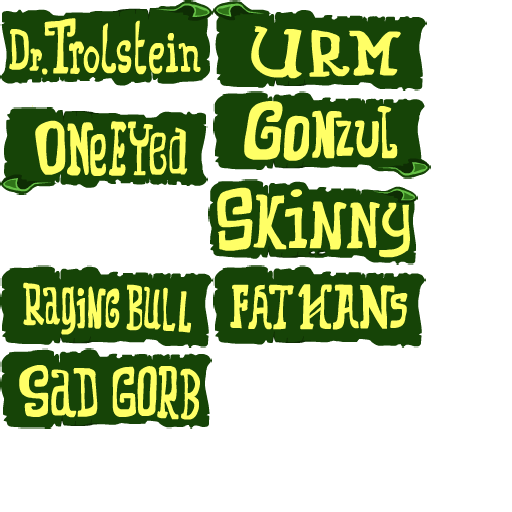 Dr. Trolstein
URM
ONeEyed
GONZUL
SKiNNY
RagiNG BULL
FAT HANS
SaD GORB